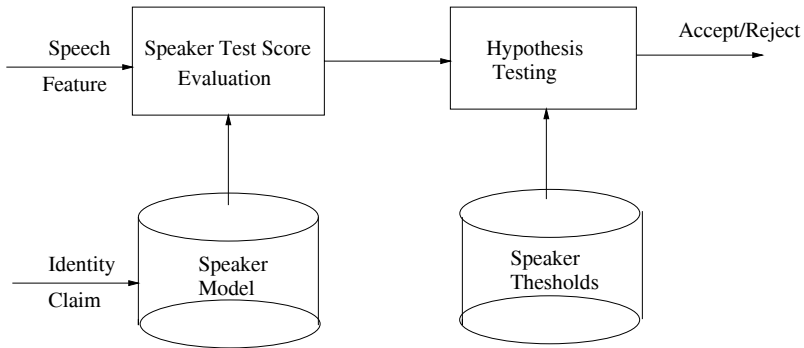 Speech
Feature
Speaker Test Score
Evaluation
Hypothesis
Testing
Accept/Reject
Identity
Claim
Speaker
Model
Speaker
Thesholds